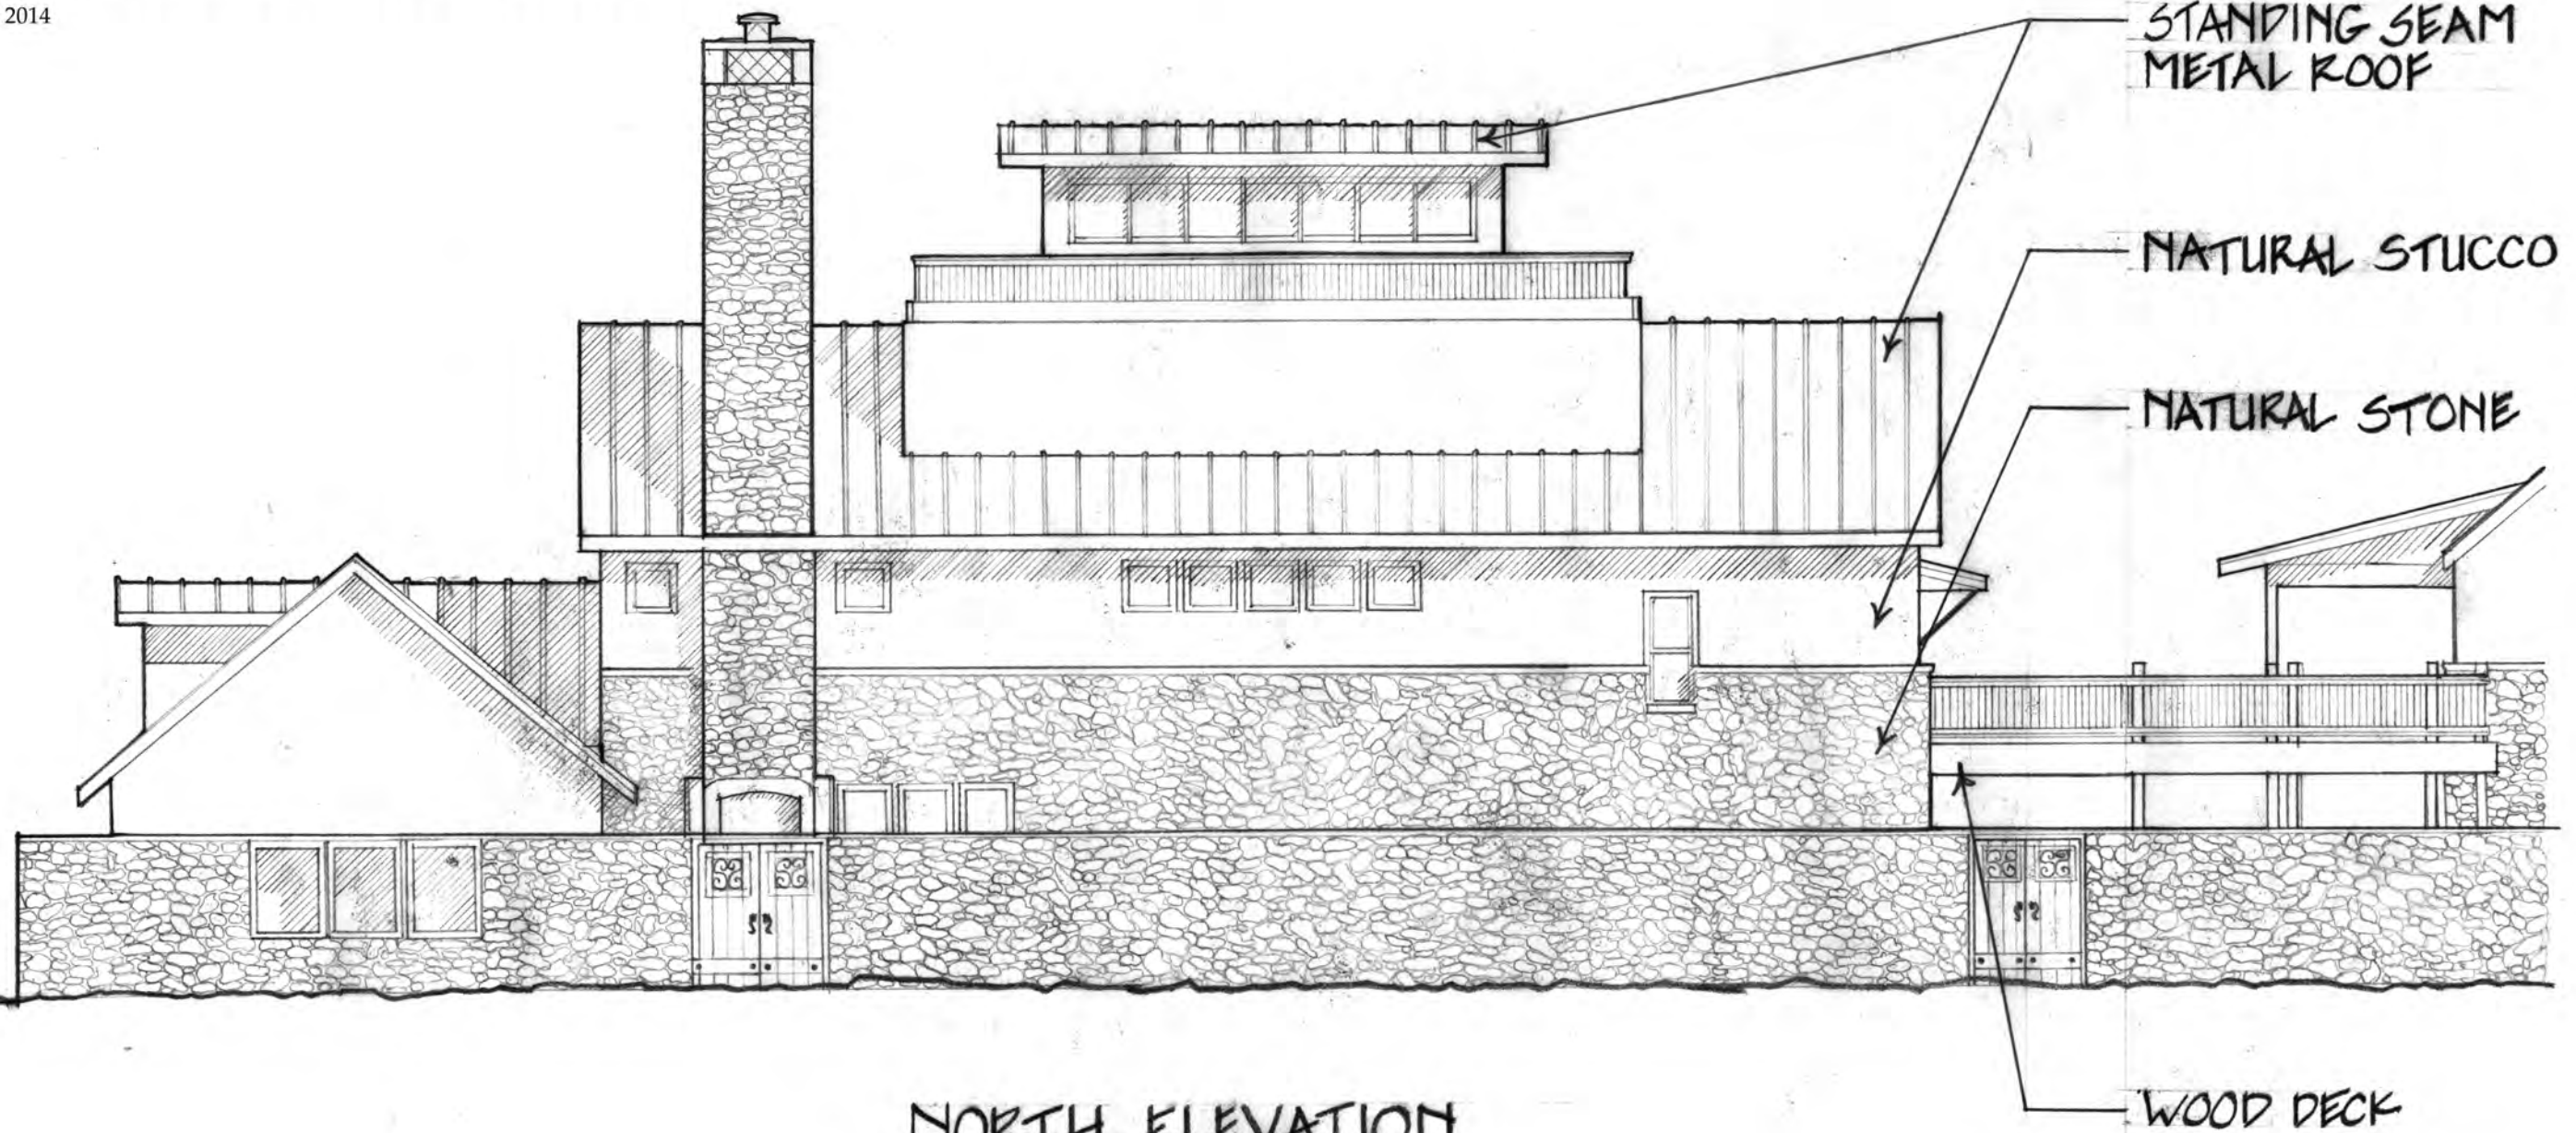 2014
STANDING SEAM
METAL ROOF
NATURAL STUCCO
NATURAL STONE
WOOD DECK
NORTH ELEVATION